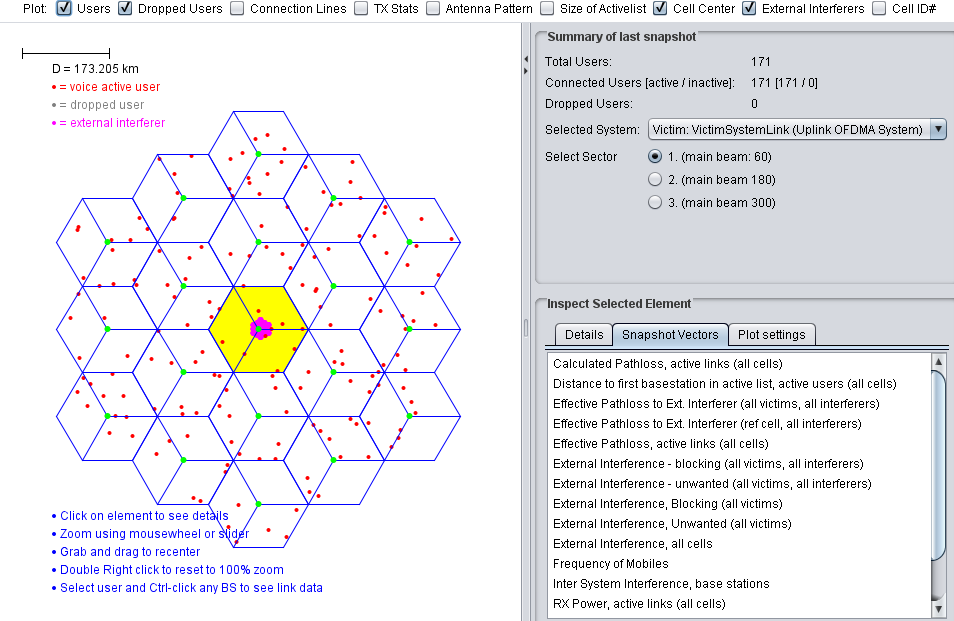 Plot: Users Dropped Users Connection Lines TX Stats Antenna Pattern Size of Activelist Cell Center External Interferers Cell ID#
D = 173.205 km
• = voice active user
• = dropped user
• = external interferer
• Click on element to see details
• Zoom using mousewheel or slider
• Grab and drag to recenter
• Double Right click to reset to 100% zoom
• Select user and Ctrl-click any BS to see link data
Summary of last snapshot
Total Users: 171
Connected Users [active / inactive]: 171 [171 / 0]
Dropped Users: 0
Selected System: Victim: VictimSystemLink (Uplink OFDMA System)
Select Sector 1. (main beam: 60)
2. (main beam 180)
3. (main beam 300)
Inspect Selected Element
Details Snapshot Vectors Plot settings
Calculated Pathloss, active links (all cells)
Distance to first basestation in active list, active users (all cells)
Effective Pathloss to Ext. Interferer (all victims, all interferers)
Effective Pathloss to Ext. Interferer (ref cell, all interferers)
Effective Pathloss, active links (all cells)
External Interference - blocking (all victims, all interferers)
External Interference - unwanted (all victims, all interferers)
External Interference, Blocking (all victims)
External Interference, Unwanted (all victims)
External Interference, all cells
Frequency of Mobiles
Inter System Interference, base stations
RX Power, active links (all cells)